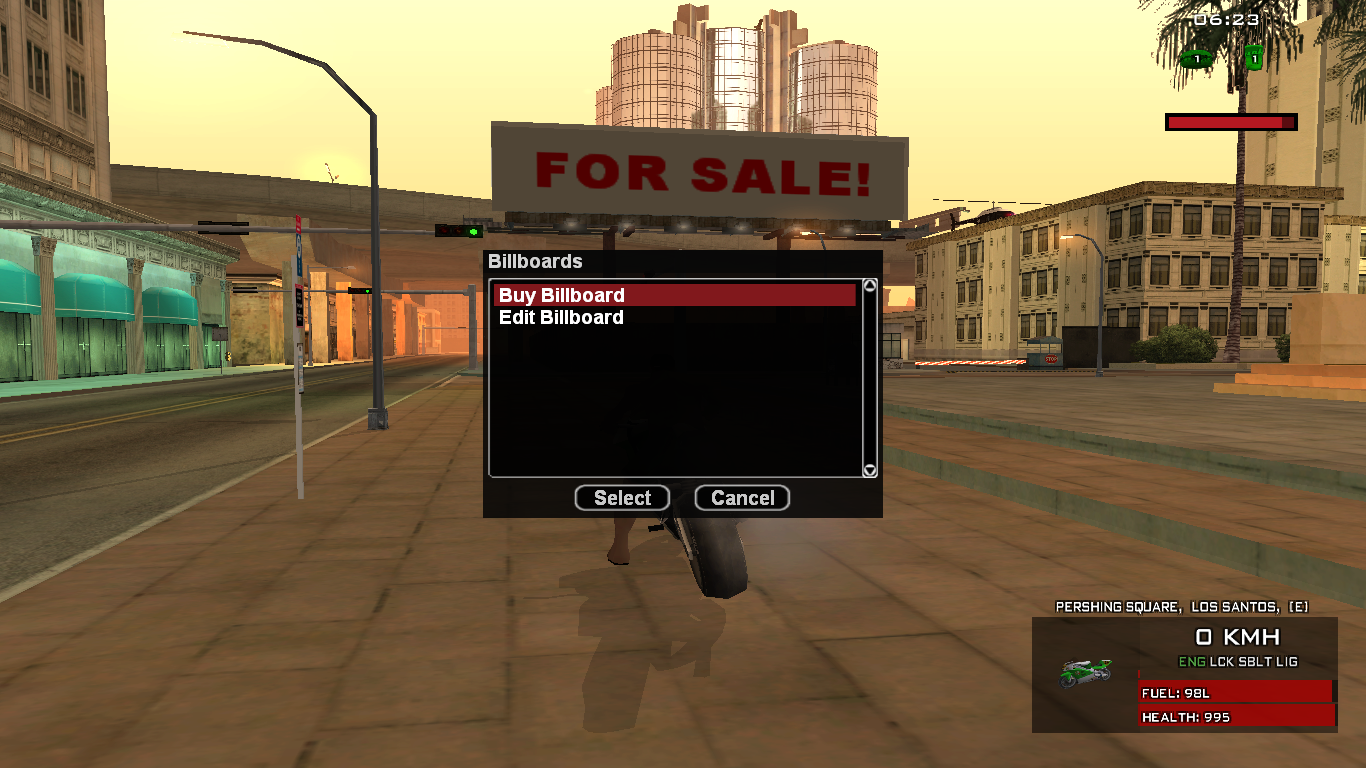 06:23
1 1
FOR SALE!
Billboards
Buy Billboard
Edit Billboard
Select Cancel
STOP
PERSHING SQUARE, LOS SANTOS, [E]
0 KMH
ENG LCK SBLT LIG
FUEL: 98L
HEALTH: 995